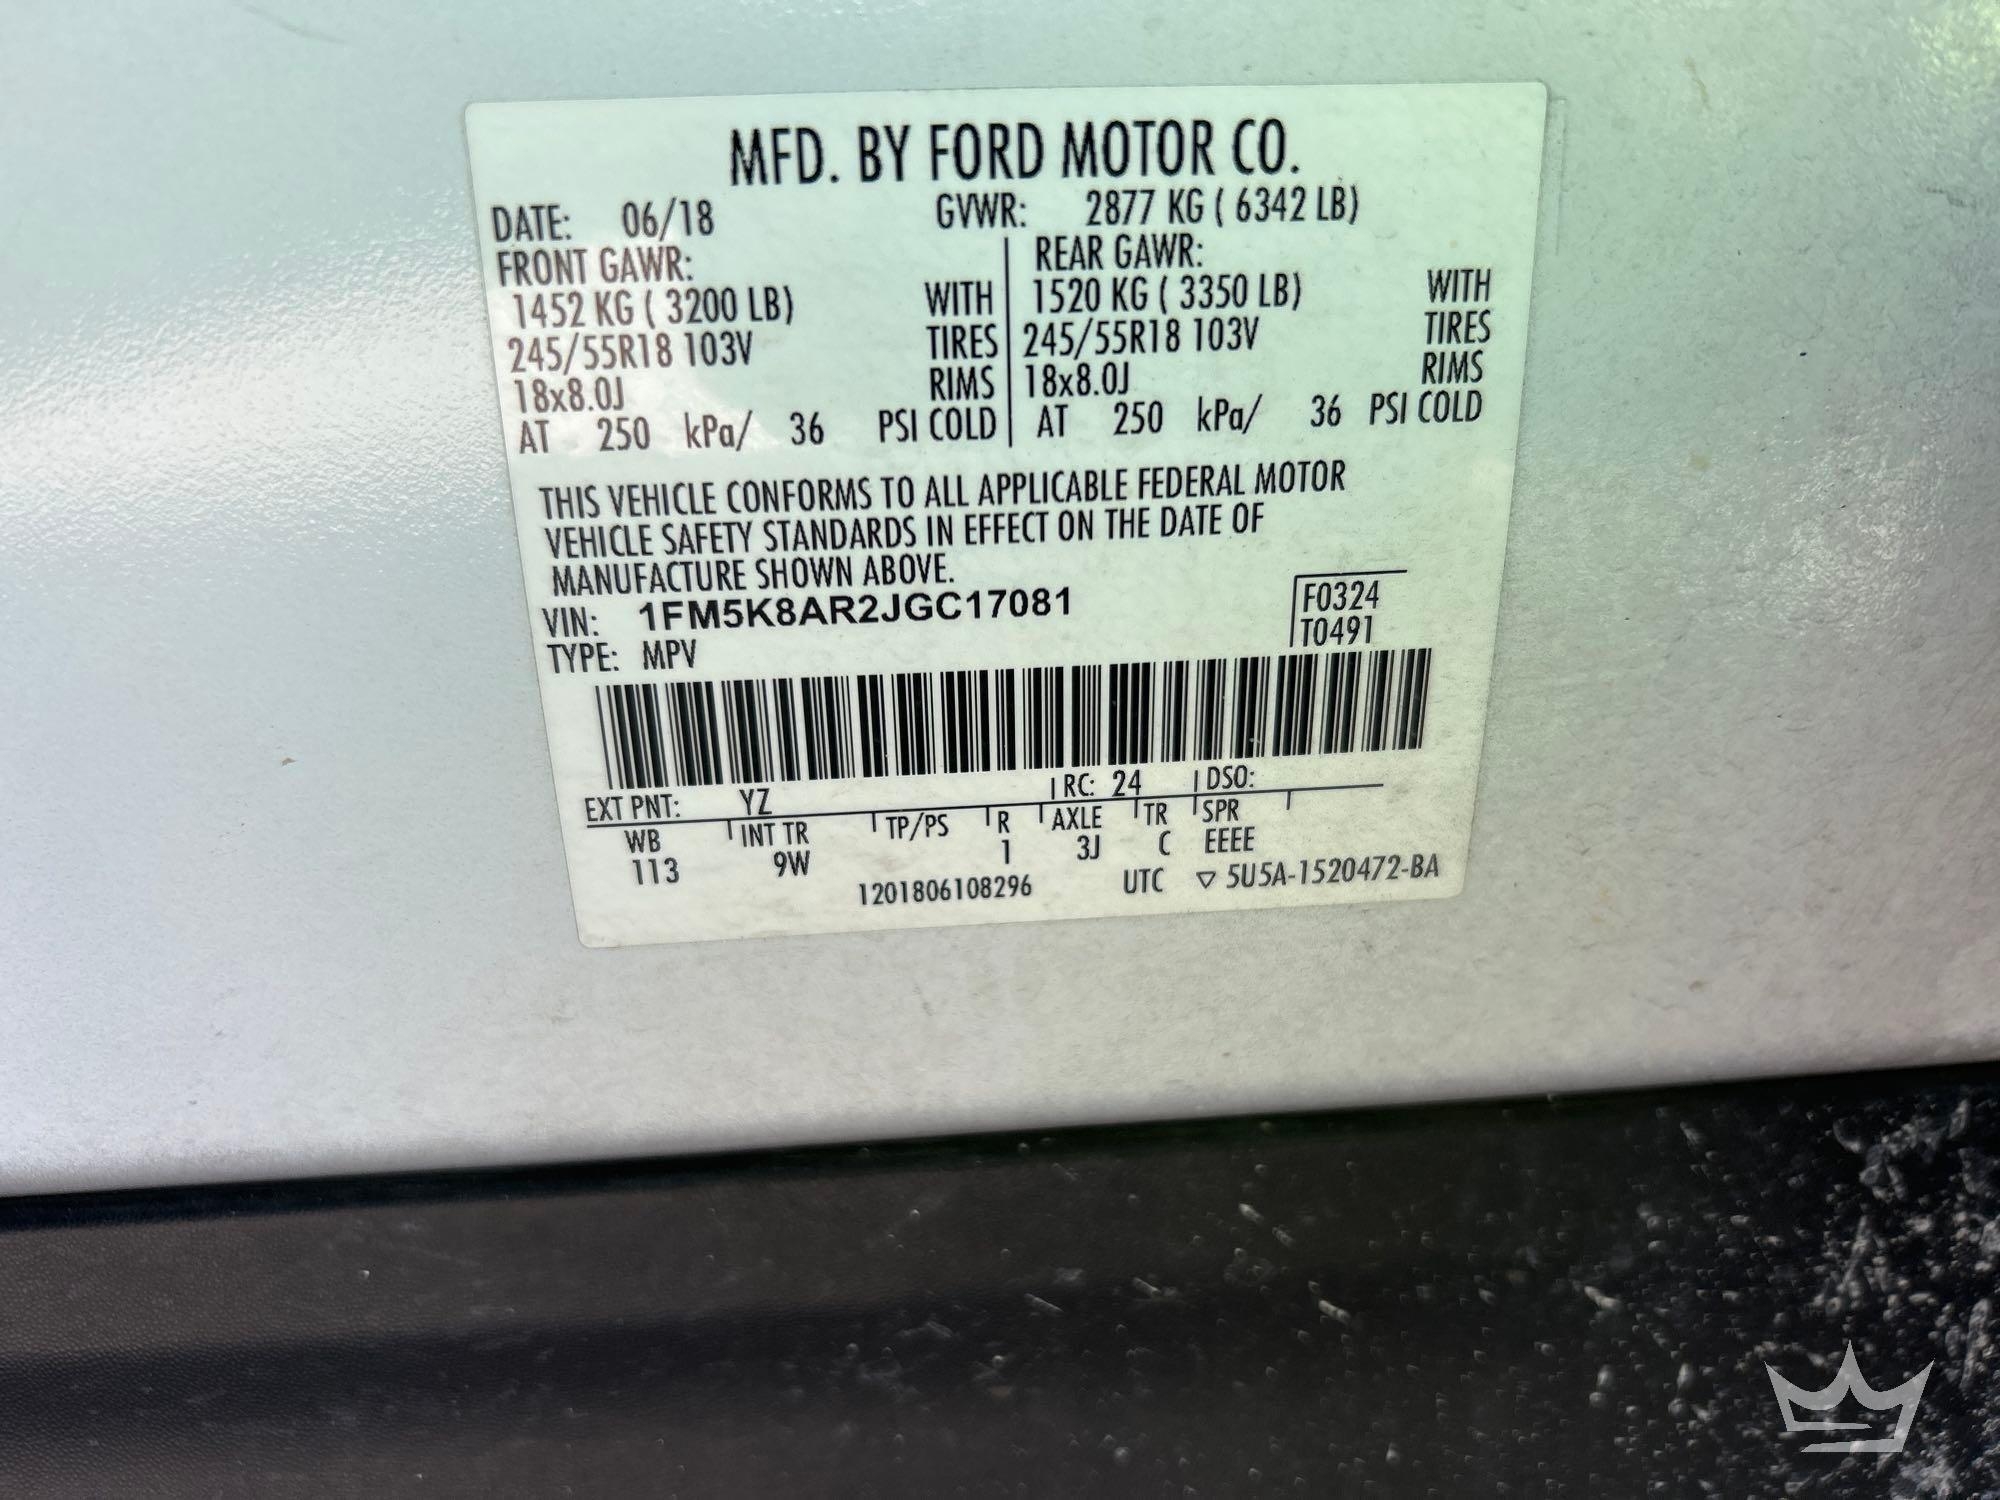 MFD. BY FORD MOTOR CO.
DATE: 06/18 GVWR: 2877 KG ( 6342 LB)
FRONT GAWR: REAR GAWR:
1452 KG ( 3200 LB) WITH 1520 KG ( 3350 LB) WITH
245/55R18 103V TIRES 245/55R18 103V TIRES
18x8.0J RIMS 18x8.0J RIMS
AT 250 kPa/ 36 PSI COLD AT 250 kPa/ 36 PSI COLD
THIS VEHICLE CONFORMS TO ALL APPLICABLE FEDERAL MOTOR
VEHICLE SAFETY STANDARDS IN EFFECT ON THE DATE OF
MANUFACTURE SHOWN ABOVE.
VIN: 1FM5K8AR2JGC17081 F0324
TYPE: MPV T0491
EXT PNT: YZ RC: 24 DSO:
WB INT TR TP/PS R AXLE TR SPR
113 9W 1 3J C EEEE
1201806108296 UTC ▽ 5U5A-1520472-BA